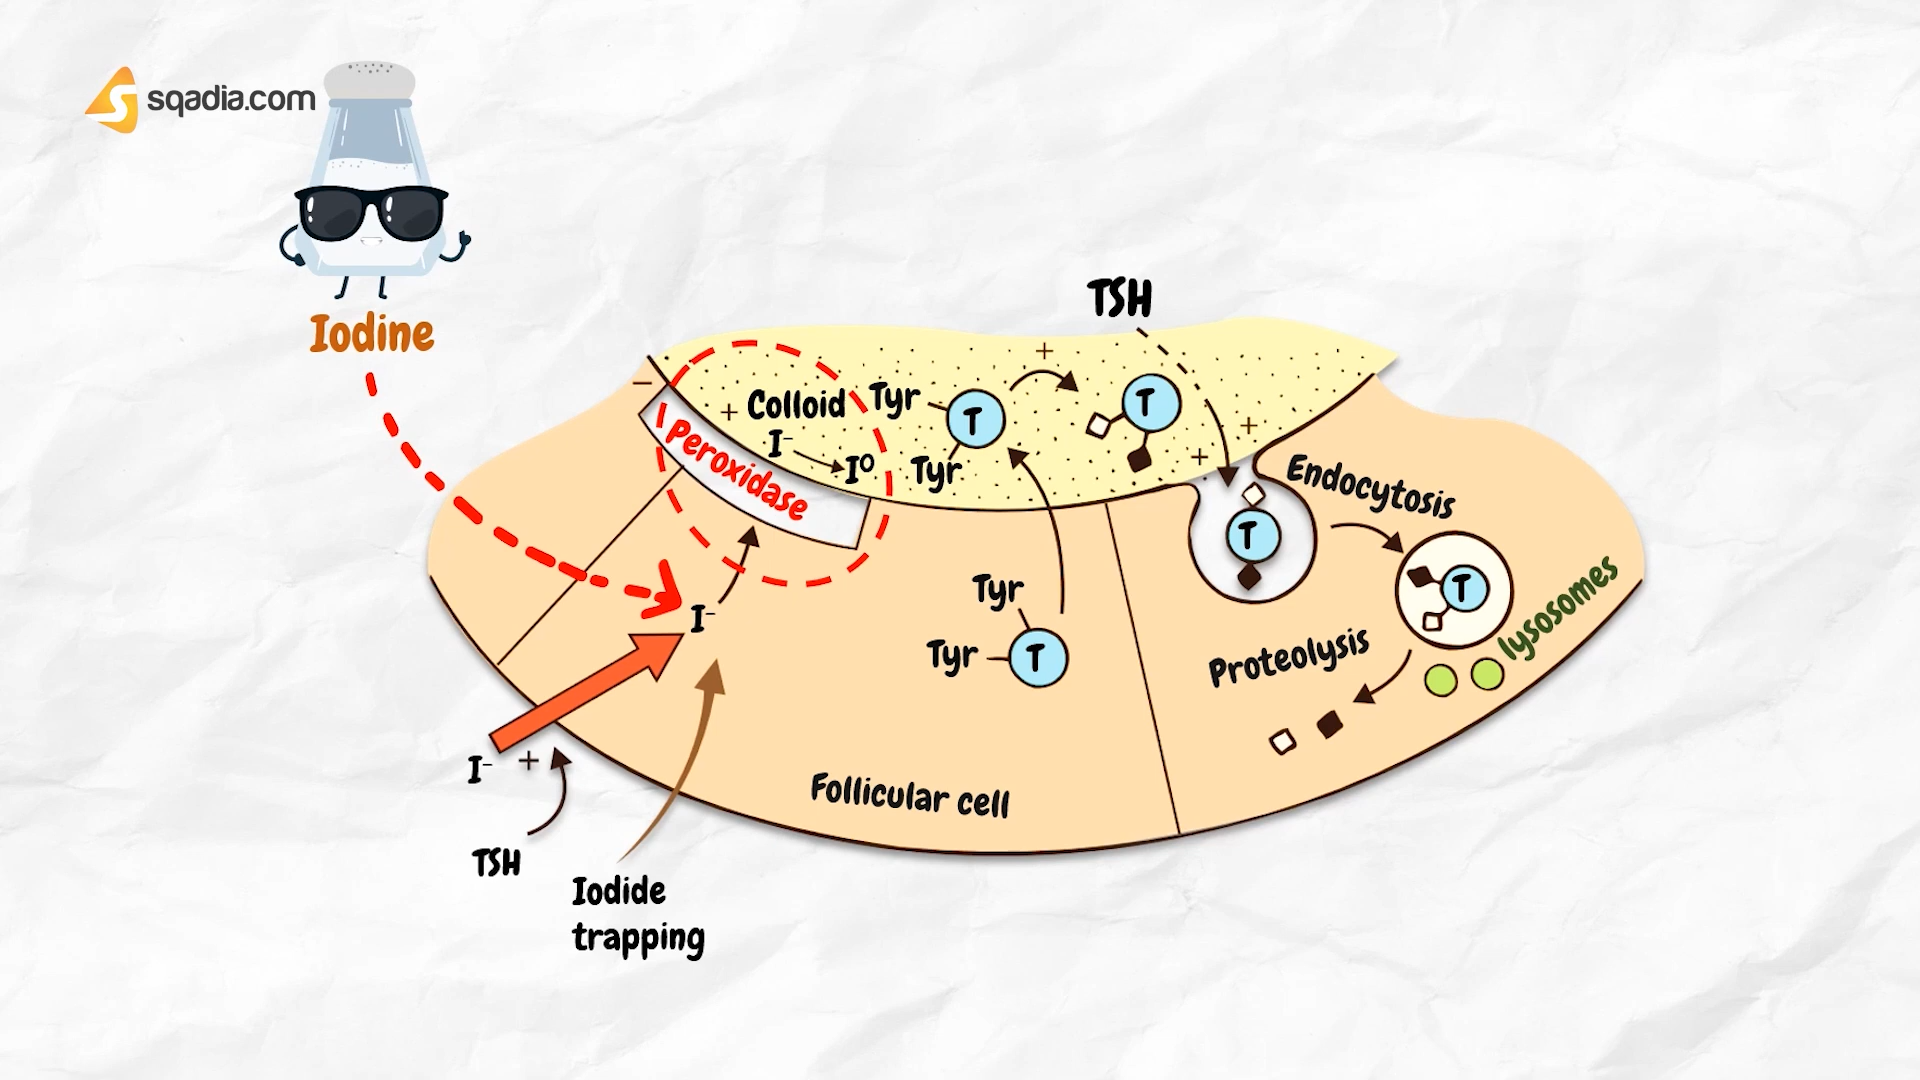 sqadia.com
Iodine
TSH
−
+
+ Colloid
Tyr
T
T
I⁻
I⁰
Tyr
+
+
Peroxidase
Endocytosis
T
I⁻
Tyr
Tyr
T
T
lysosomes
Proteolysis
I⁻
+
Follicular cell
TSH
Iodide
trapping